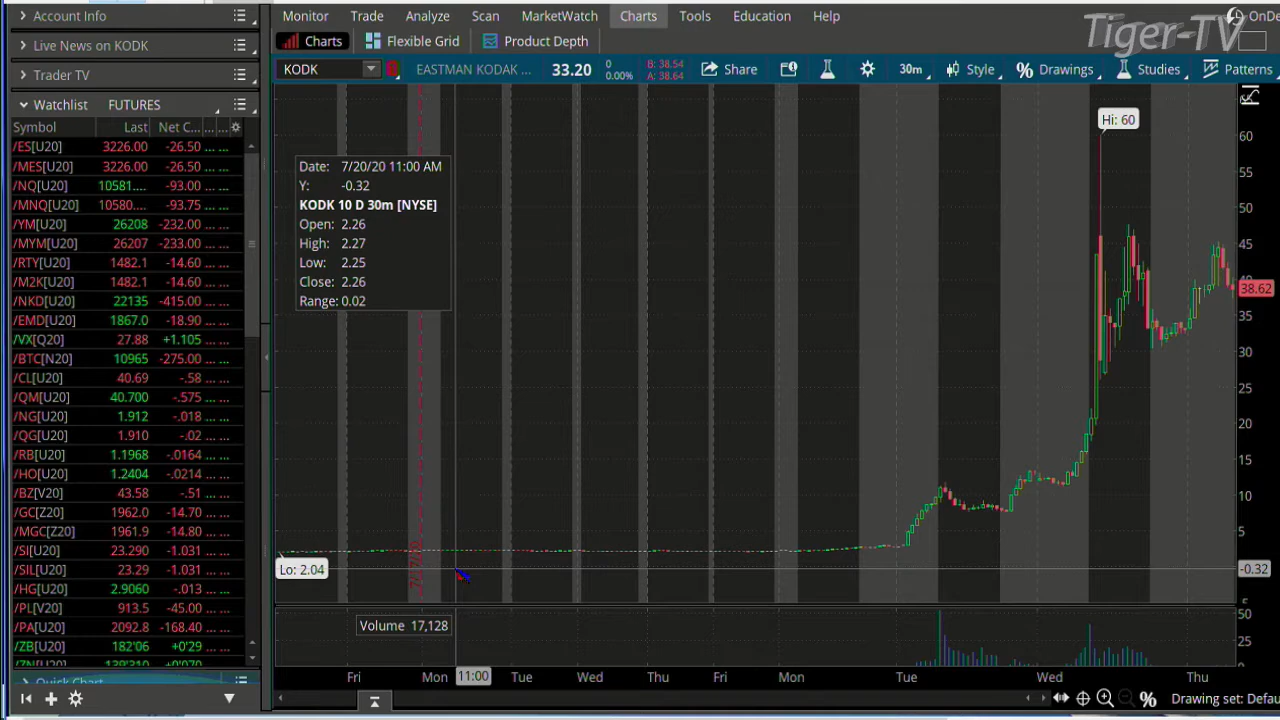 Account Info
Live News on KODK
Trader TV
Watchlist FUTURES
Symbol Last Net C... ... ...
/ES[U20] 3226.00 -26.50 ... ...
/MES[U20] 3226.00 -26.50 ... ...
/NQ[U20] 10581.... -93.00 ... ...
/MNQ[U20] 10580.... -93.75 ... ...
/YM[U20] 26208 -232.00 ... ...
/MYM[U20] 26207 -233.00 ... ...
/RTY[U20] 1482.1 -14.60 ... ...
/M2K[U20] 1482.1 -14.60 ... ...
/NKD[U20] 22135 -415.00 ... ...
/EMD[U20] 1867.0 -18.90 ... ...
/VX[Q20] 27.88 +1.105 ... ...
/BTC[N20] 10965 -275.00 ... ...
/CL[U20] 40.69 -.58 ... ...
/QM[U20] 40.700 -.575 ... ...
/NG[U20] 1.912 -.018 ... ...
/QG[U20] 1.910 -.02 ... ...
/RB[U20] 1.1968 -.0164 ... ...
/HO[U20] 1.2404 -.0214 ... ...
/BZ[V20] 43.58 -.51 ... ...
/GC[Z20] 1962.0 -14.70 ... ...
/MGC[Z20] 1961.9 -14.80 ... ...
/SI[U20] 23.290 -1.031 ... ...
/SIL[U20] 23.29 -1.031 ... ...
/HG[U20] 2.9060 -.013 ... ...
/PL[V20] 913.5 -45.00 ... ...
/PA[U20] 2092.8 -168.40 ... ...
/ZB[U20] 182'06 +0'29 ... ...
/ZN[U20] 139'310 +0'070 ... ...
Quick Chart
Monitor Trade Analyze Scan MarketWatch Charts Tools Education Help
Tiger-TV
OnDe
Charts Flexible Grid Product Depth
KODK EASTMAN KODAK ... 33.20 0 B: 38.54
0.00% A: 38.64
Share 30m Style % Drawings Studies Patterns
Hi: 60
Date: 7/20/20 11:00 AM
Y: -0.32
KODK 10 D 30m [NYSE]
Open: 2.26
High: 2.27
Low: 2.25
Close: 2.26
Range: 0.02
60
55
50
45
40
38.62
35
30
25
20
15
10
5
-0.32
Lo: 2.04
Volume 17,128
50
25
Fri Mon 11:00 Tue Wed Thu Fri Mon Tue Wed Thu
% Drawing set: Defau